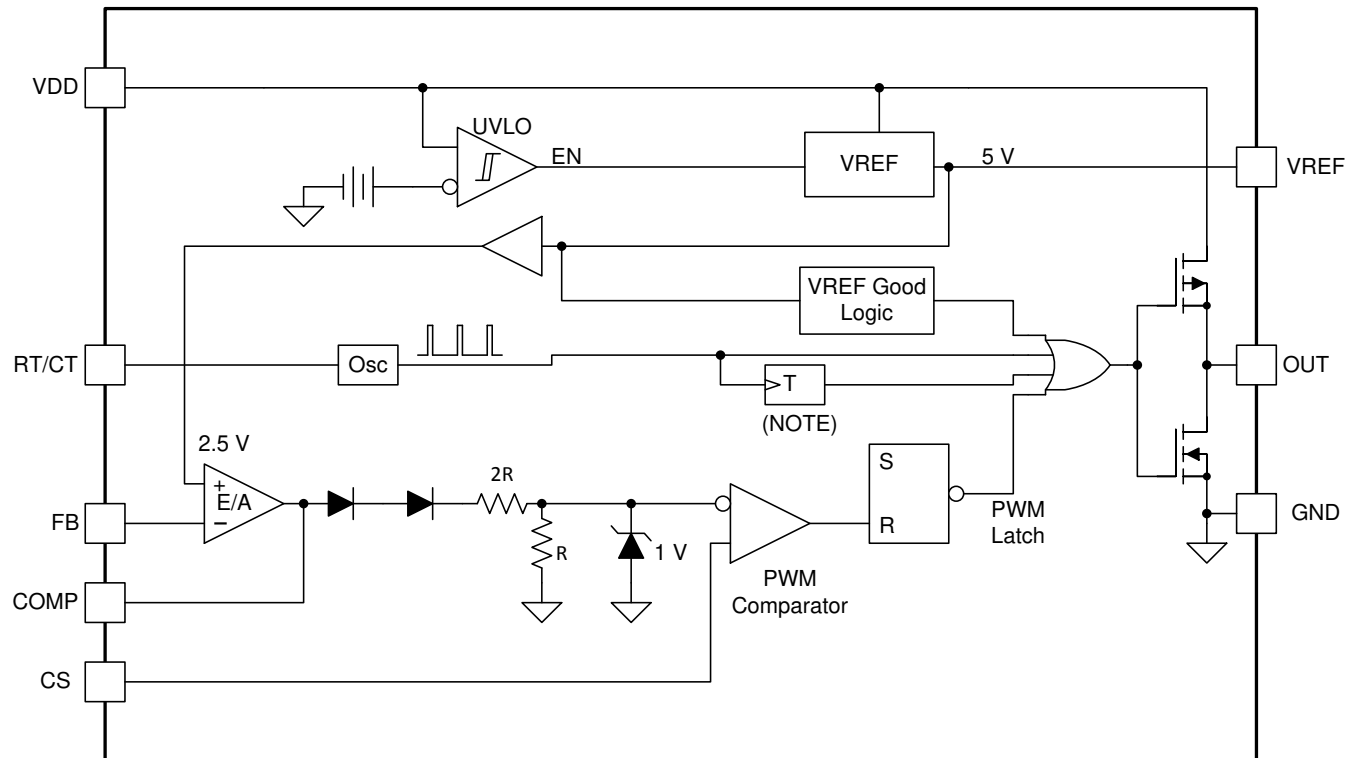 VDD
UVLO
EN
VREF
5 V
VREF
VREF Good
Logic
RT/CT
Osc
T
(NOTE)
OUT
2.5 V
+
E/A
−
FB
2R
R
1 V
S
R
PWM
Latch
GND
COMP
PWM
Comparator
CS